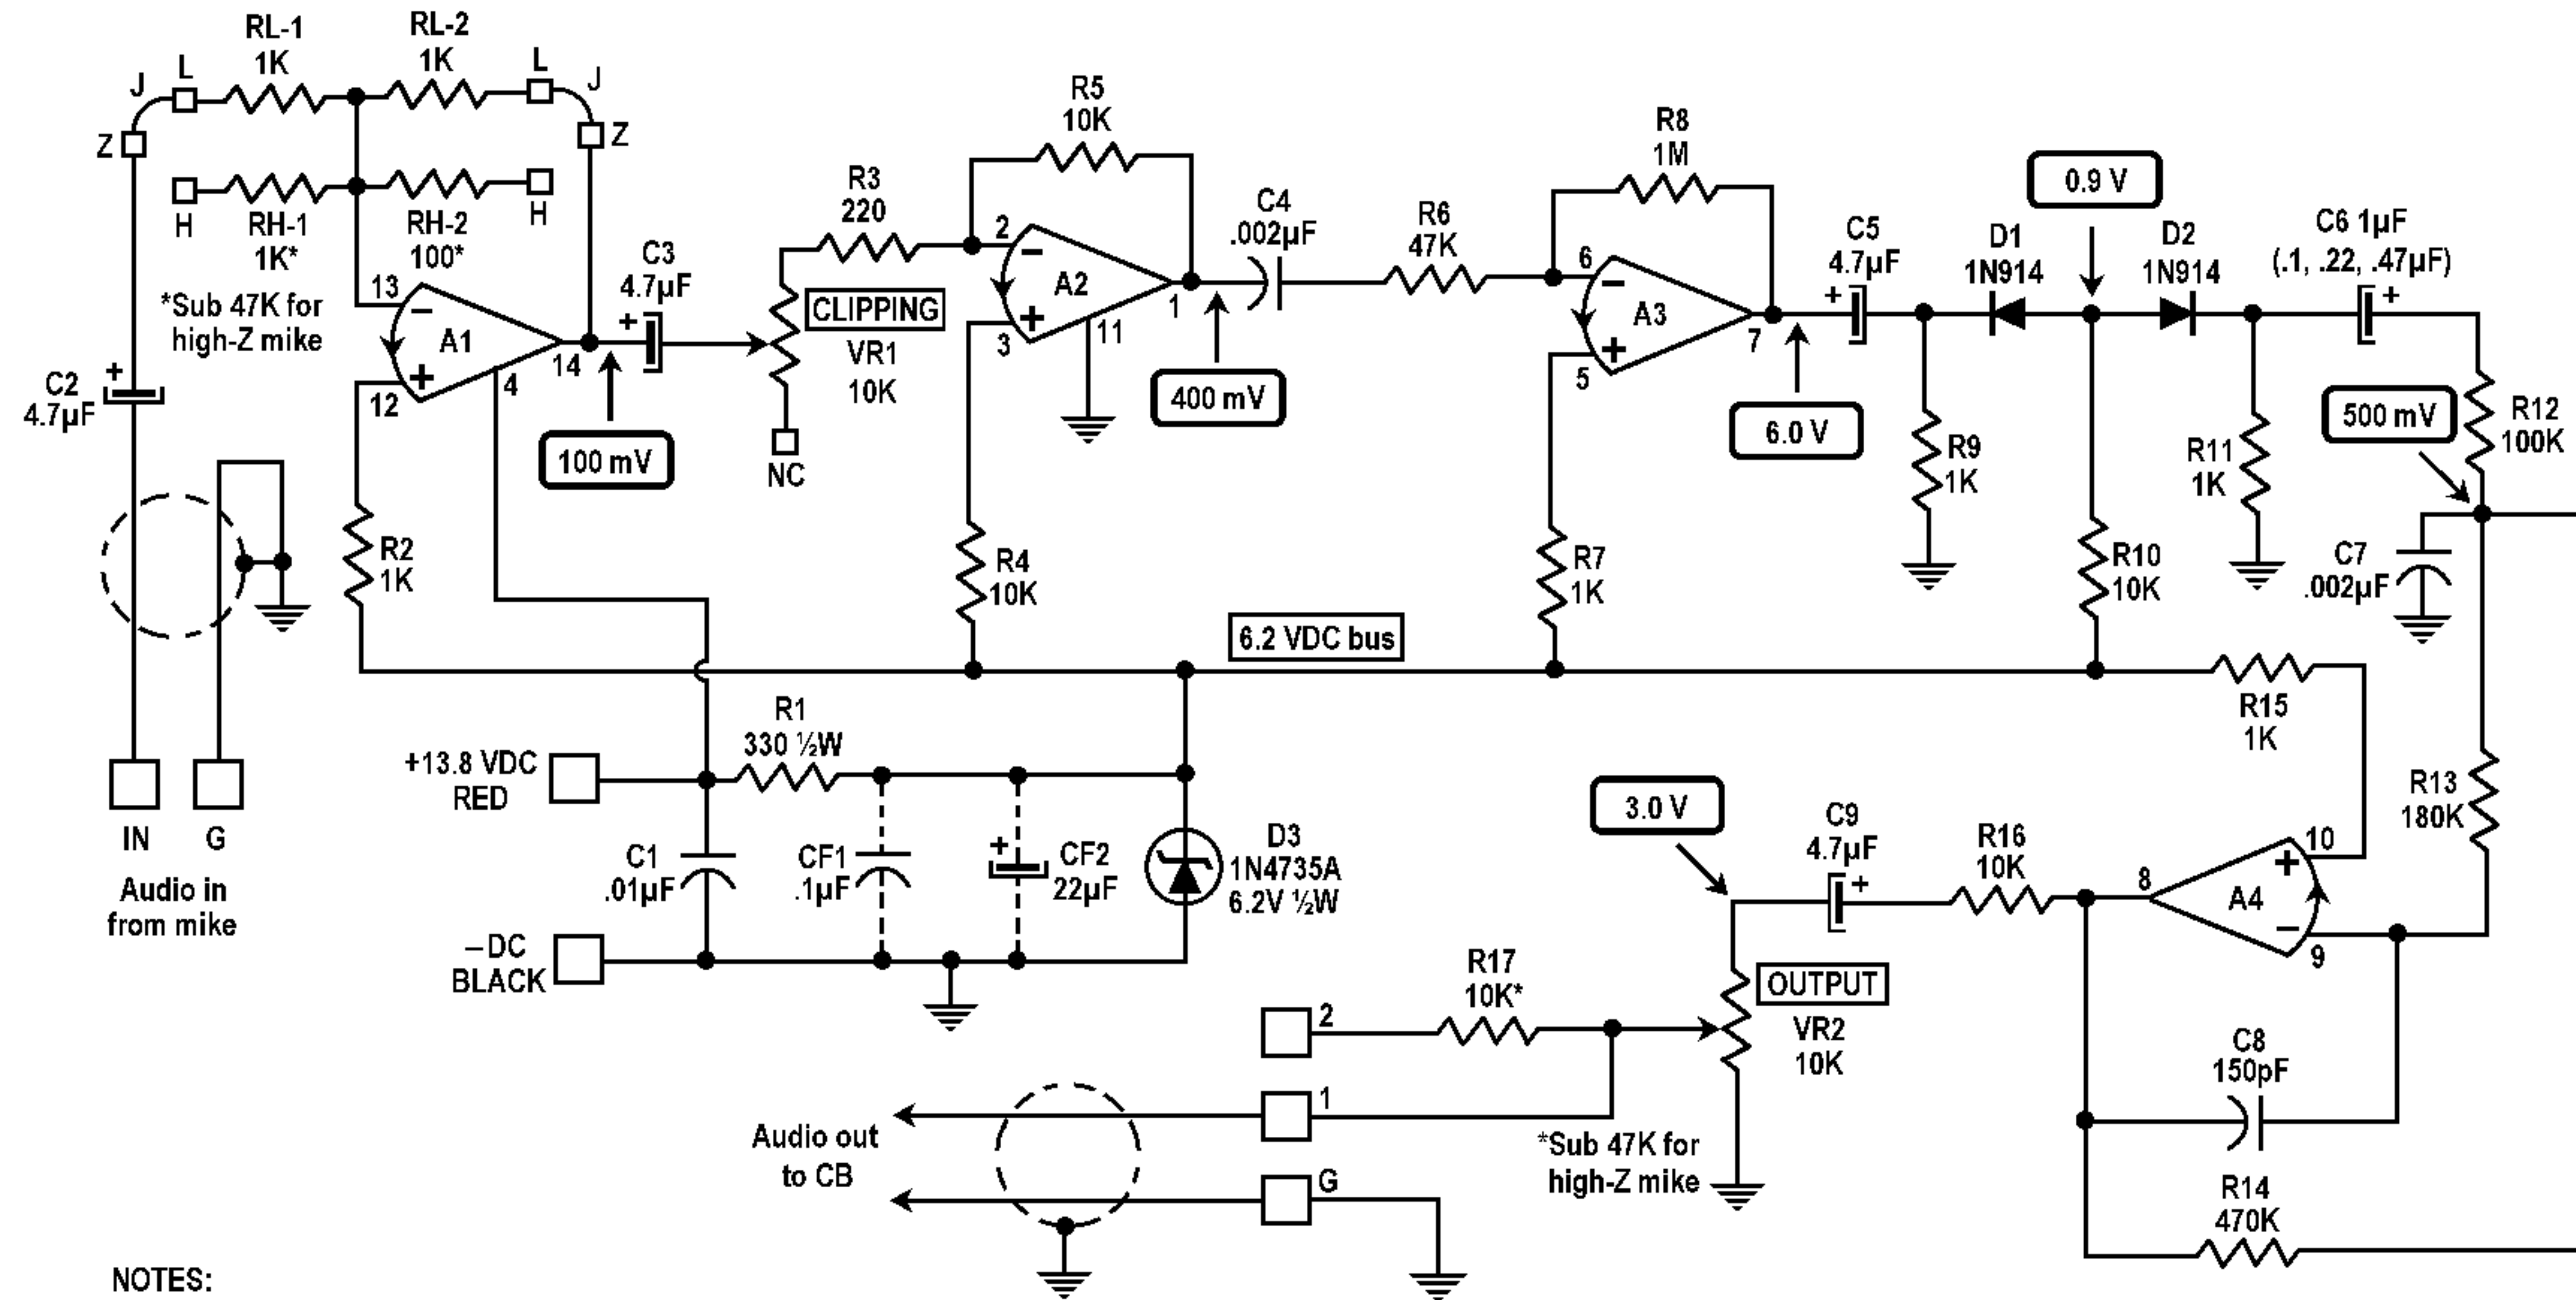 RL-1
1K
RL-2
1K
J
L
L
J
Z
Z
H
RH-1
1K*
RH-2
100*
H
*Sub 47K for
high-Z mike
C2
4.7µF
+
13
12
A1
−
+
4
14
C3
4.7µF
+
100 mV
R2
1K
CLIPPING
VR1
10K
NC
R3
220
R5
10K
2
3
A2
−
+
11
1
400 mV
R4
10K
C4
.002µF
R6
47K
R8
1M
6
5
A3
−
+
7
6.0 V
R7
1K
C5
4.7µF
+
D1
1N914
0.9 V
D2
1N914
C6 1µF
(.1, .22, .47µF)
+
R9
1K
R10
10K
R11
1K
500 mV
R12
100K
C7
.002µF
6.2 VDC bus
R15
1K
R13
180K
IN
G
Audio in
from mike
+13.8 VDC
RED
R1
330 ½W
C1
.01µF
CF1
.1µF
+
CF2
22µF
D3
1N4735A
6.2V ½W
–DC
BLACK
3.0 V
C9
4.7µF
+
R16
10K
8
A4
+
−
10
9
OUTPUT
VR2
10K
R17
10K*
2
1
G
*Sub 47K for
high-Z mike
Audio out
to CB
C8
150pF
R14
470K
NOTES: